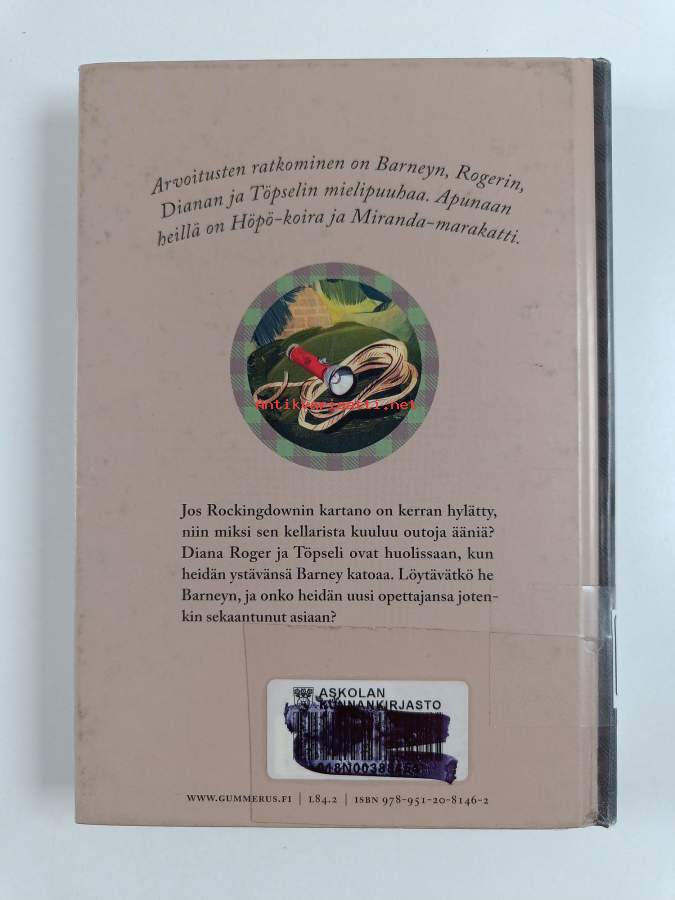 Arvoitusten ratkominen on Barneyn, Rogerin,
Dianan ja Töpselin mielipuuhaa. Apunaan
heillä on Höpö-koira ja Miranda-marakatti.
Antikvariaatti.net
Jos Rockingdownin kartano on kerran hylätty,
niin miksi sen kellarista kuuluu outoja ääniä?
Diana Roger ja Töpseli ovat huolissaan, kun
heidän ystävänsä Barney katoaa. Löytävätkö he
Barneyn, ja onko heidän uusi opettajansa joten-
kin sekaantunut asiaan?
ASKOLAN
KUNNANKIRJASTO
WWW.GUMMERUS.FI | L84.2 | ISBN 978-951-20-8146-2